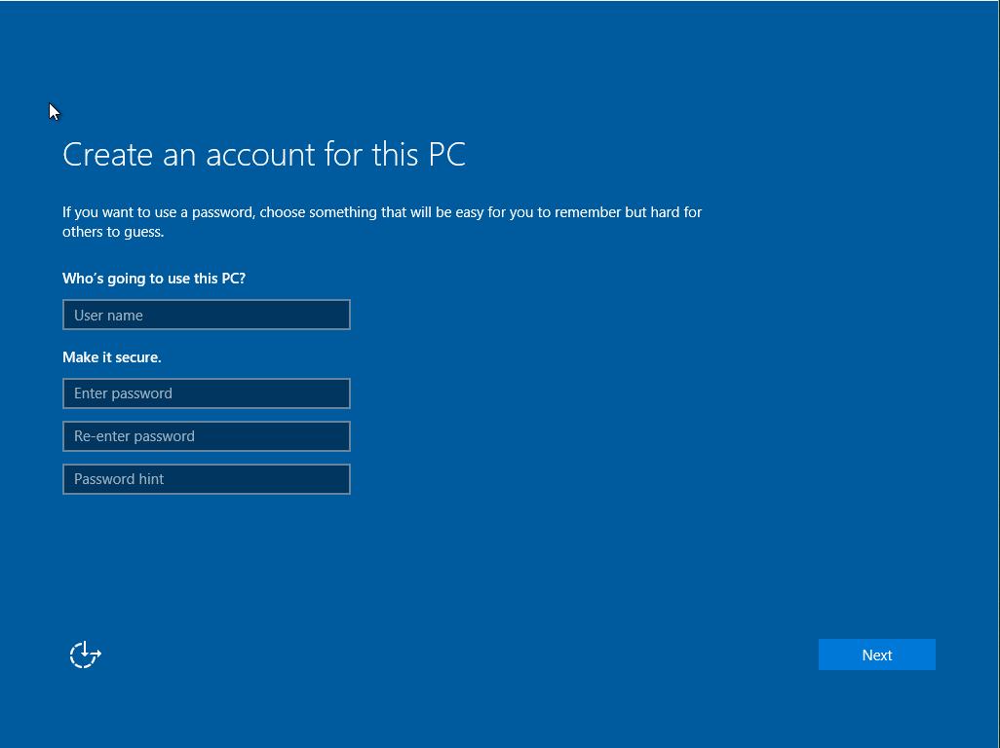 Create an account for this PC
If you want to use a password, choose something that will be easy for you to remember but hard for
others to guess.
Who's going to use this PC?
User name
Make it secure.
Enter password
Re-enter password
Password hint
Next